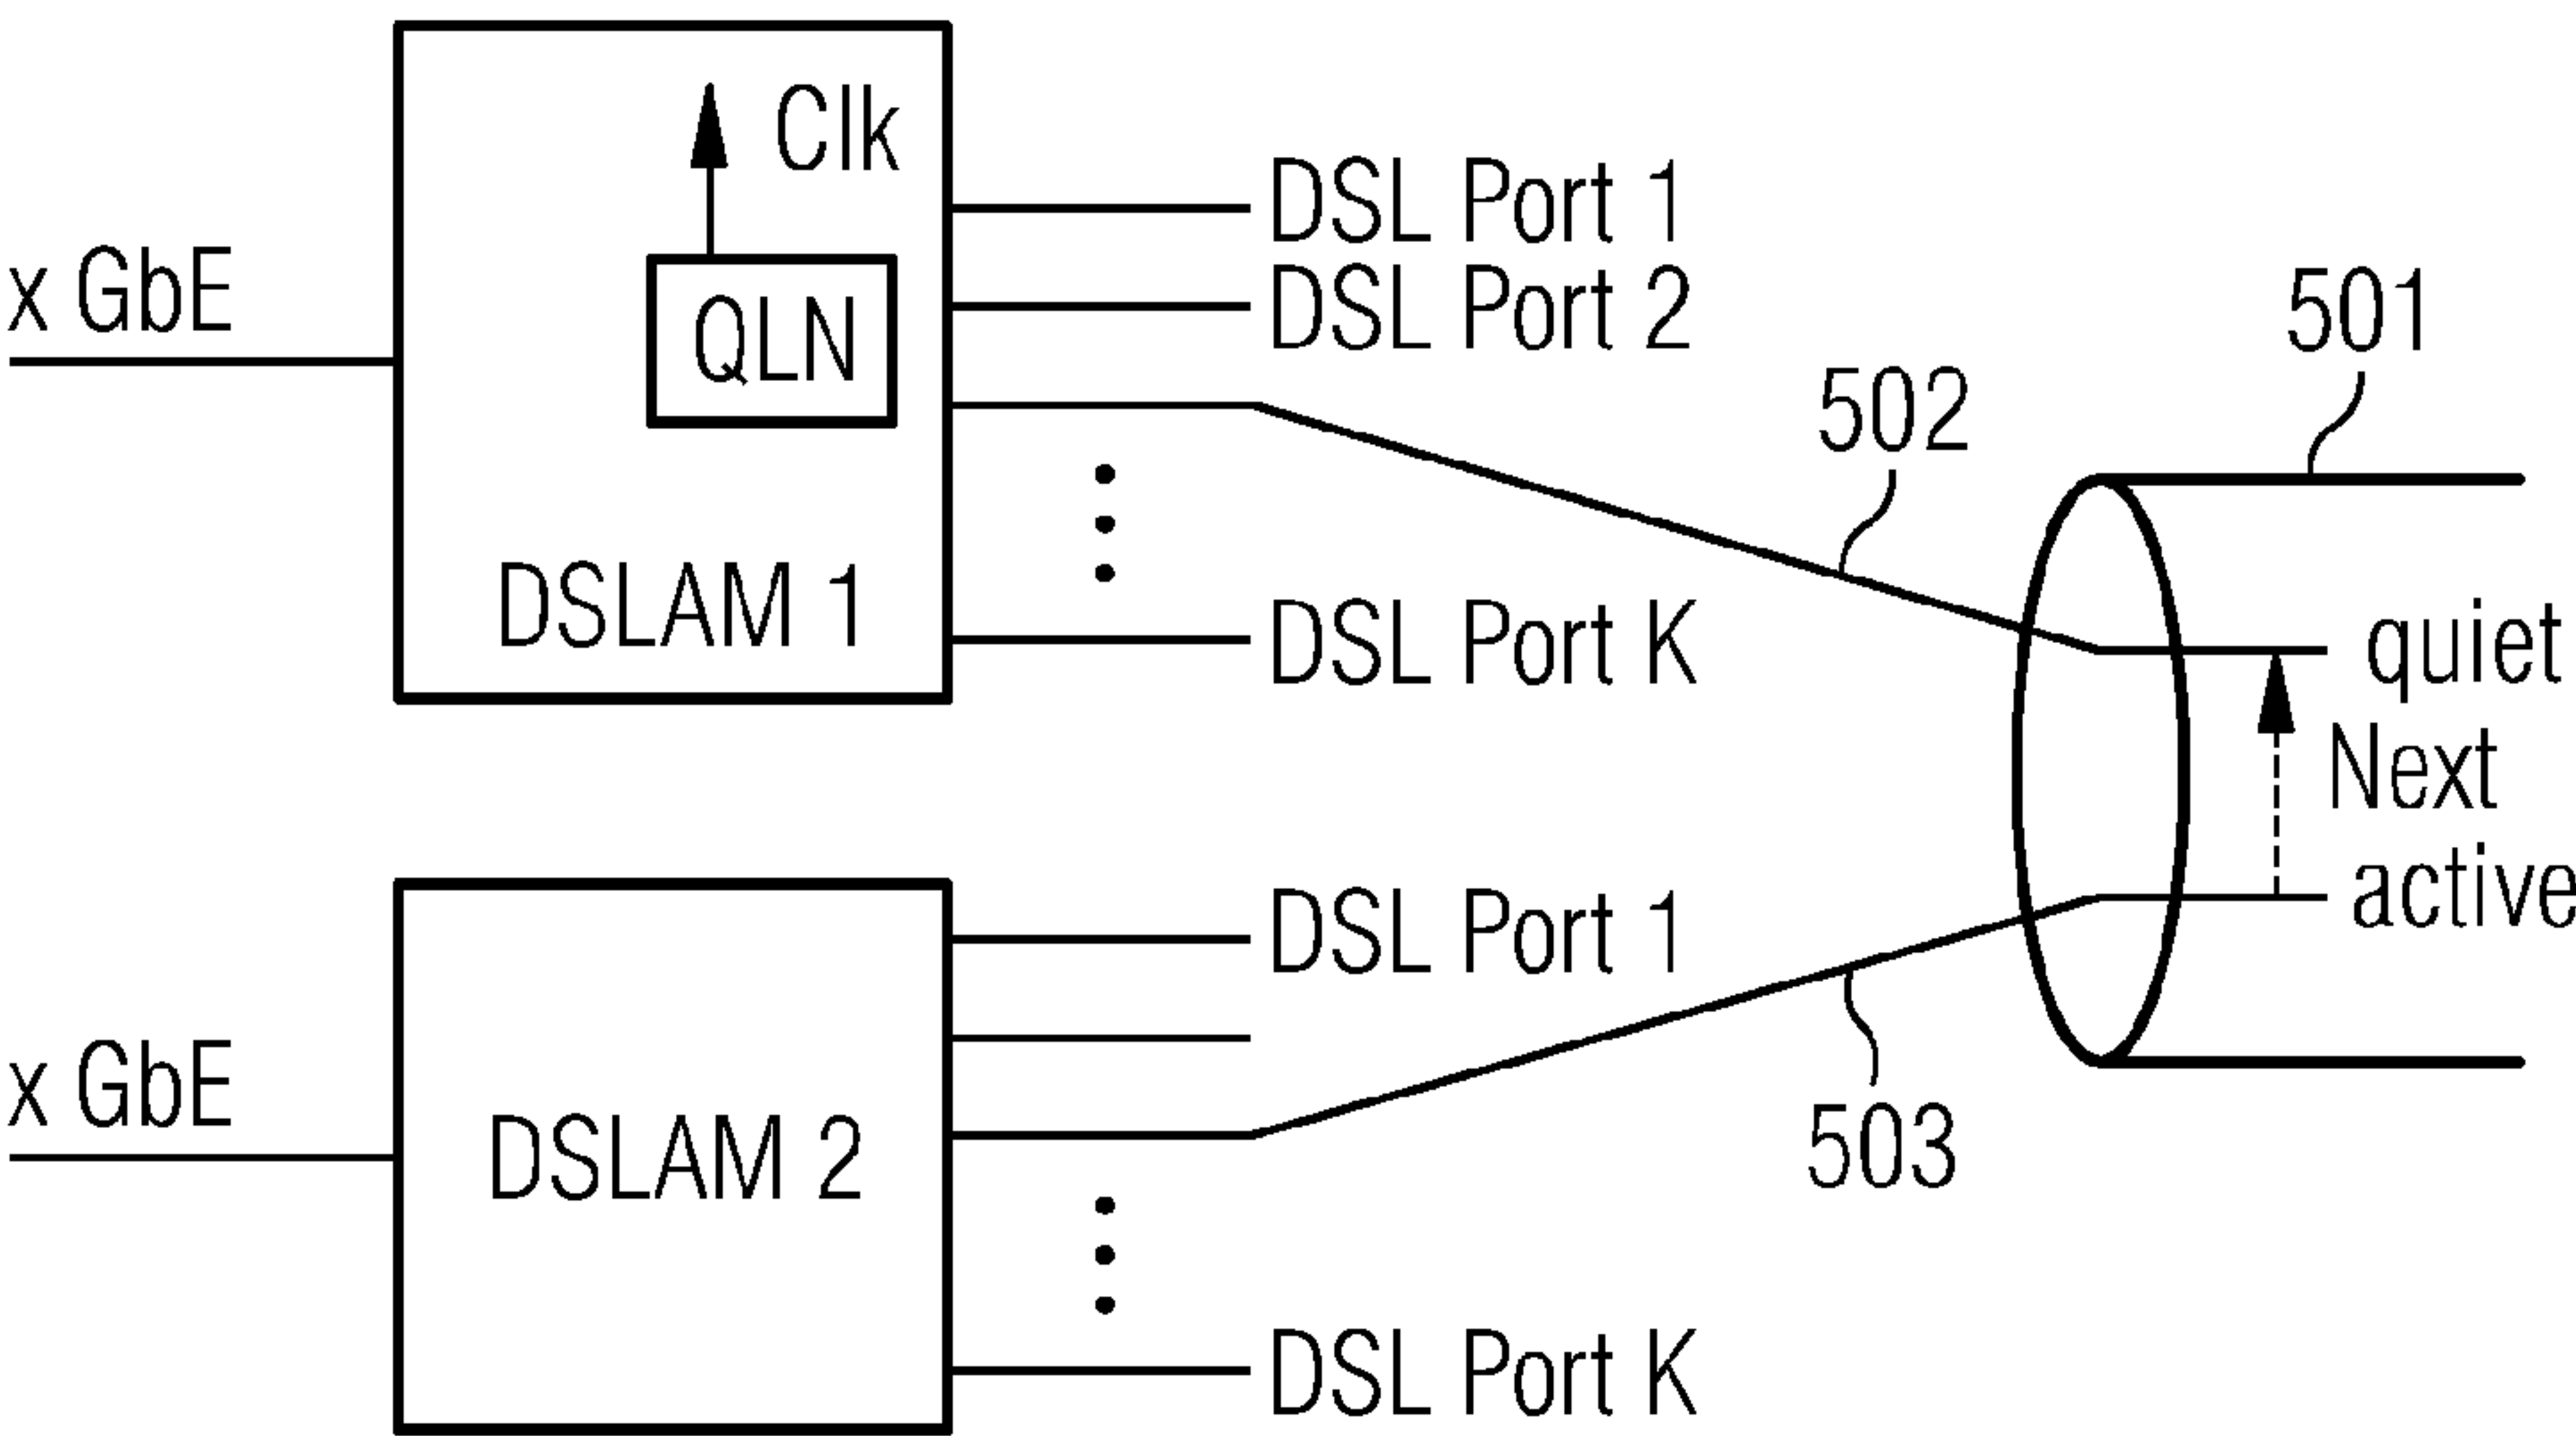 Clk
x GbE
QLN
DSLAM 1
DSL Port 1
DSL Port 2
DSL Port K
502
501
quiet
Next
active
503
x GbE
DSLAM 2
DSL Port 1
DSL Port K